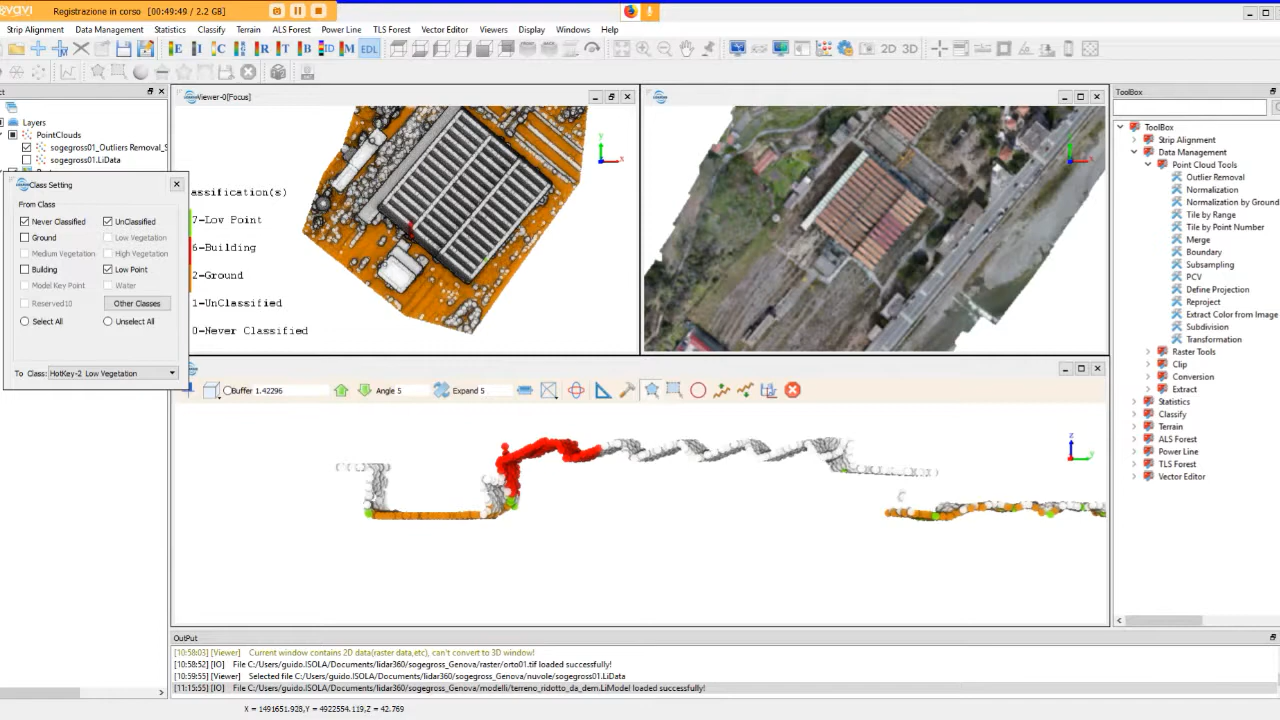 Registrazione in corso [00:49:49 / 2.2 GB]
Strip Alignment Data Management Statistics Classify Terrain ALS Forest Power Line TLS Forest Vector Editor Viewers Display Windows Help
E I C R T B ID M EDL 2D 3D
Layers
PointClouds
sogegross01_Outliers Removal_S
sogegross01.LiData
Class Setting
From Class
Never Classified UnClassified
Ground Low Vegetation
Medium Vegetation High Vegetation
Building Low Point
Model Key Point Water
Reserved10 Other Classes
Select All Unselect All
To Class: HotKey-2 Low Vegetation
Viewer-0[Focus]
assification(s)
7-Low Point
6-Building
2-Ground
1-UnClassified
0-Never Classified
y
x
y
x
Buffer 1.42296 Angle 5 Expand 5
z
y
ToolBox
ToolBox
Strip Alignment
Data Management
Point Cloud Tools
Outlier Removal
Normalization
Normalization by Ground
Tile by Range
Tile by Point Number
Merge
Boundary
Subsampling
PCV
Define Projection
Reproject
Extract Color from Image
Subdivision
Transformation
Raster Tools
Clip
Conversion
Extract
Statistics
Classify
Terrain
ALS Forest
Power Line
TLS Forest
Vector Editor
OutPut
[10:58:03] [Viewer] Current window contains 2D data(raster data,etc), can't convert to 3D window!
[10:58:52] [IO] File C:/Users/guido.ISOLA/Documents/lidar360/sogegross_Genova/raster/orto01.tif loaded successfully!
[10:59:55] [Viewer] Selected file C:/Users/guido.ISOLA/Documents/lidar360/sogegross_Genova/nuvole/sogegross01.LiData
[11:15:55] [IO] File C:/Users/guido.ISOLA/Documents/lidar360/sogegross_Genova/modelli/terreno_ridotto_da_dem.LiModel loaded successfully!
X = 1491651.928, Y = 4922554.119, Z = 42.769